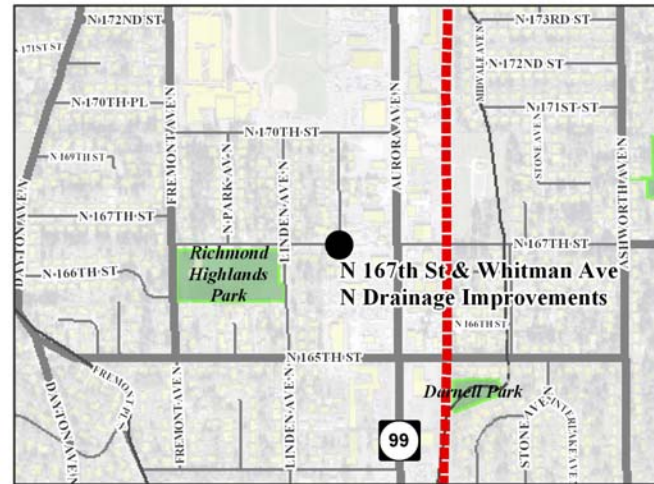 N 172ND ST
N 173RD ST
N 171ST ST
N 172ND ST
MIDVALE AVE N
N 170TH PL
N 171ST ST
FREMONT AVE N
AURORA AVE N
N 170TH ST
STONE AVE N
N PARK AV N
DAYTON AVE N
N 169TH ST
LINDEN AVE N
ASHWORTH AVE N
N 167TH ST
N 167TH ST
Richmond
Highlands
Park
N 166TH ST
N 167th St & Whitman Ave
N Drainage Improvements
N 166TH ST
N 165TH ST
FREMONT PL
DAYTON AVE N
FREMONT AVE N
LINDEN AVE N
Darnell Park
STONE AVE N
INTERLAKE AVE
99